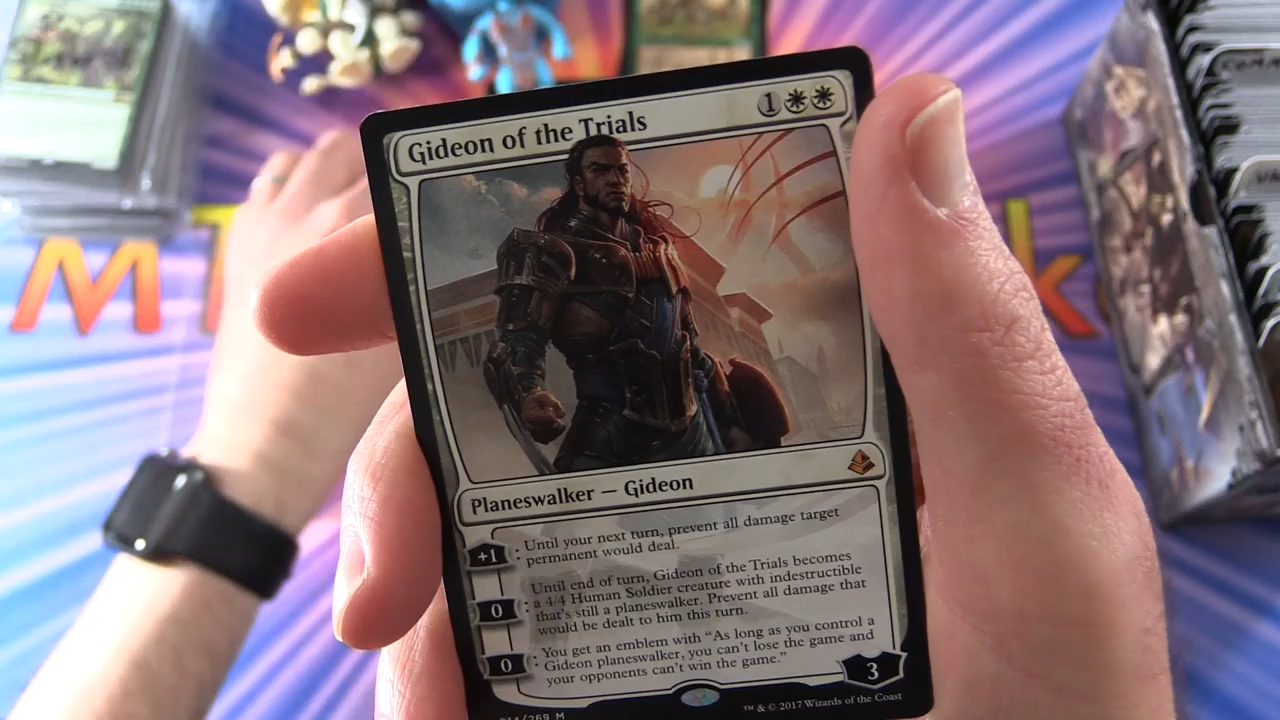 Gideon of the Trials
1
Planeswalker — Gideon
+1 : Until your next turn, prevent all damage target
permanent would deal.
0 : Until end of turn, Gideon of the Trials becomes
a 4/4 Human Soldier creature with indestructible
that's still a planeswalker. Prevent all damage that
would be dealt to him this turn.
0 : You get an emblem with "As long as you control a
Gideon planeswalker, you can't lose the game and
your opponents can't win the game."
3
/269 M
™ & © 2017 Wizards of the Coast